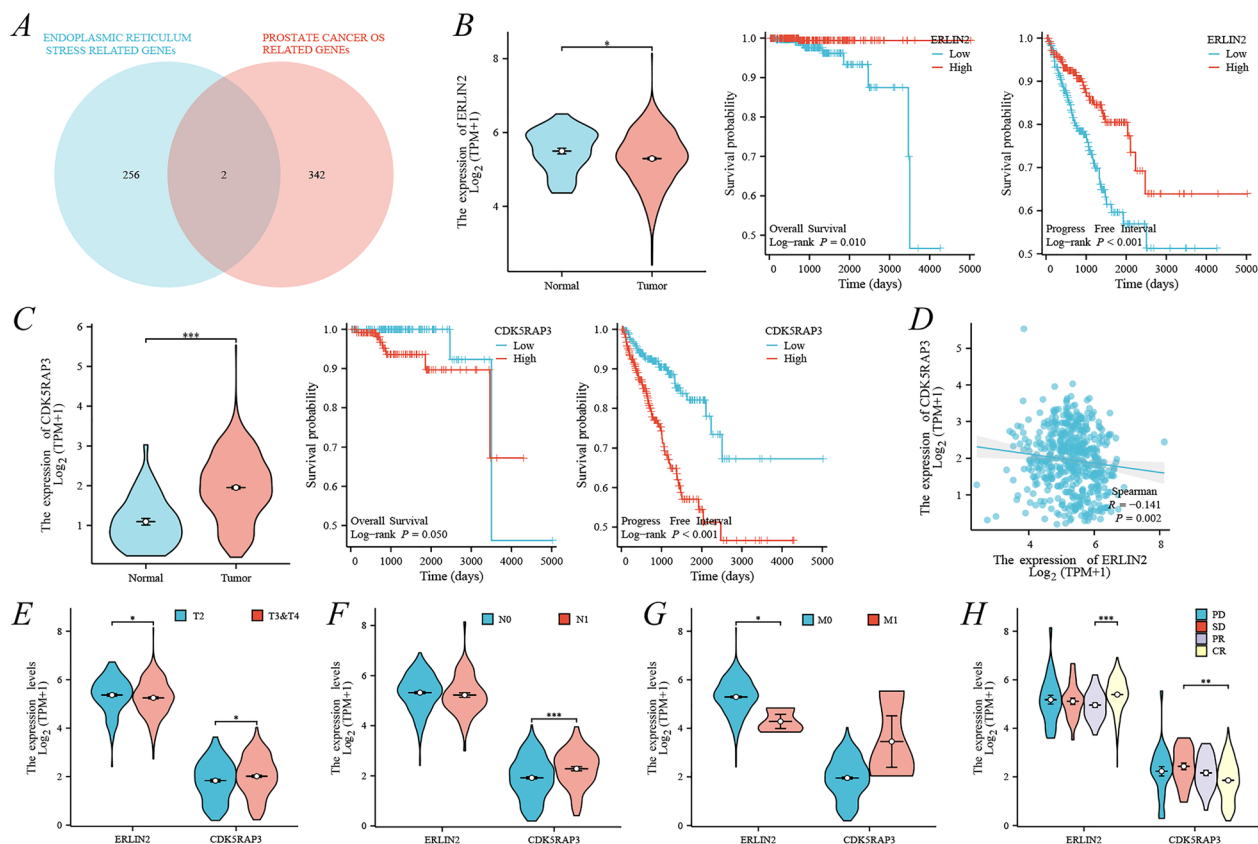 A
ENDOPLASMIC RETICULUM
STRESS RELATED GENEs
PROSTATE CANCER OS
RELATED GENEs
256
2
342
B
The expression of ERLIN2
Log2 (TPM+1)
8
6
4
*
Normal
Tumor
Survival probability
1.0
0.9
0.8
0.7
0.6
0.5
ERLIN2
Low
High
Overall Survival
Log-rank P = 0.010
0
1000
2000
3000
4000
5000
Time (days)
Survival probability
1.0
0.9
0.8
0.7
0.6
0.5
ERLIN2
Low
High
Progress Free Interval
Log-rank P < 0.001
0
1000
2000
3000
4000
5000
Time (days)
C
The expression of CDK5RAP3
Log2 (TPM+1)
6
5
4
3
2
1
***
Normal
Tumor
Survival probability
1.0
0.9
0.8
0.7
0.6
0.5
CDK5RAP3
Low
High
Overall Survival
Log-rank P = 0.050
0
1000
2000
3000
4000
5000
Time (days)
Survival probability
1.0
0.9
0.8
0.7
0.6
0.5
CDK5RAP3
Low
High
Progress Free Interval
Log-rank P < 0.001
0
1000
2000
3000
4000
5000
Time (days)
D
The expression of CDK5RAP3
Log2 (TPM+1)
5
4
3
2
1
Spearman
R = −0.141
P = 0.002
4
6
8
The expression of ERLIN2
Log2 (TPM+1)
E
T2
T3&T4
The expression levels
Log2 (TPM+1)
8
6
4
2
0
*
*
ERLIN2
CDK5RAP3
F
N0
N1
The expression levels
Log2 (TPM+1)
8
6
4
2
0
***
ERLIN2
CDK5RAP3
G
M0
M1
The expression levels
Log2 (TPM+1)
8
6
4
2
0
*
ERLIN2
CDK5RAP3
H
PD
SD
PR
CR
The expression levels
Log2 (TPM+1)
8
6
4
2
0
***
**
ERLIN2
CDK5RAP3